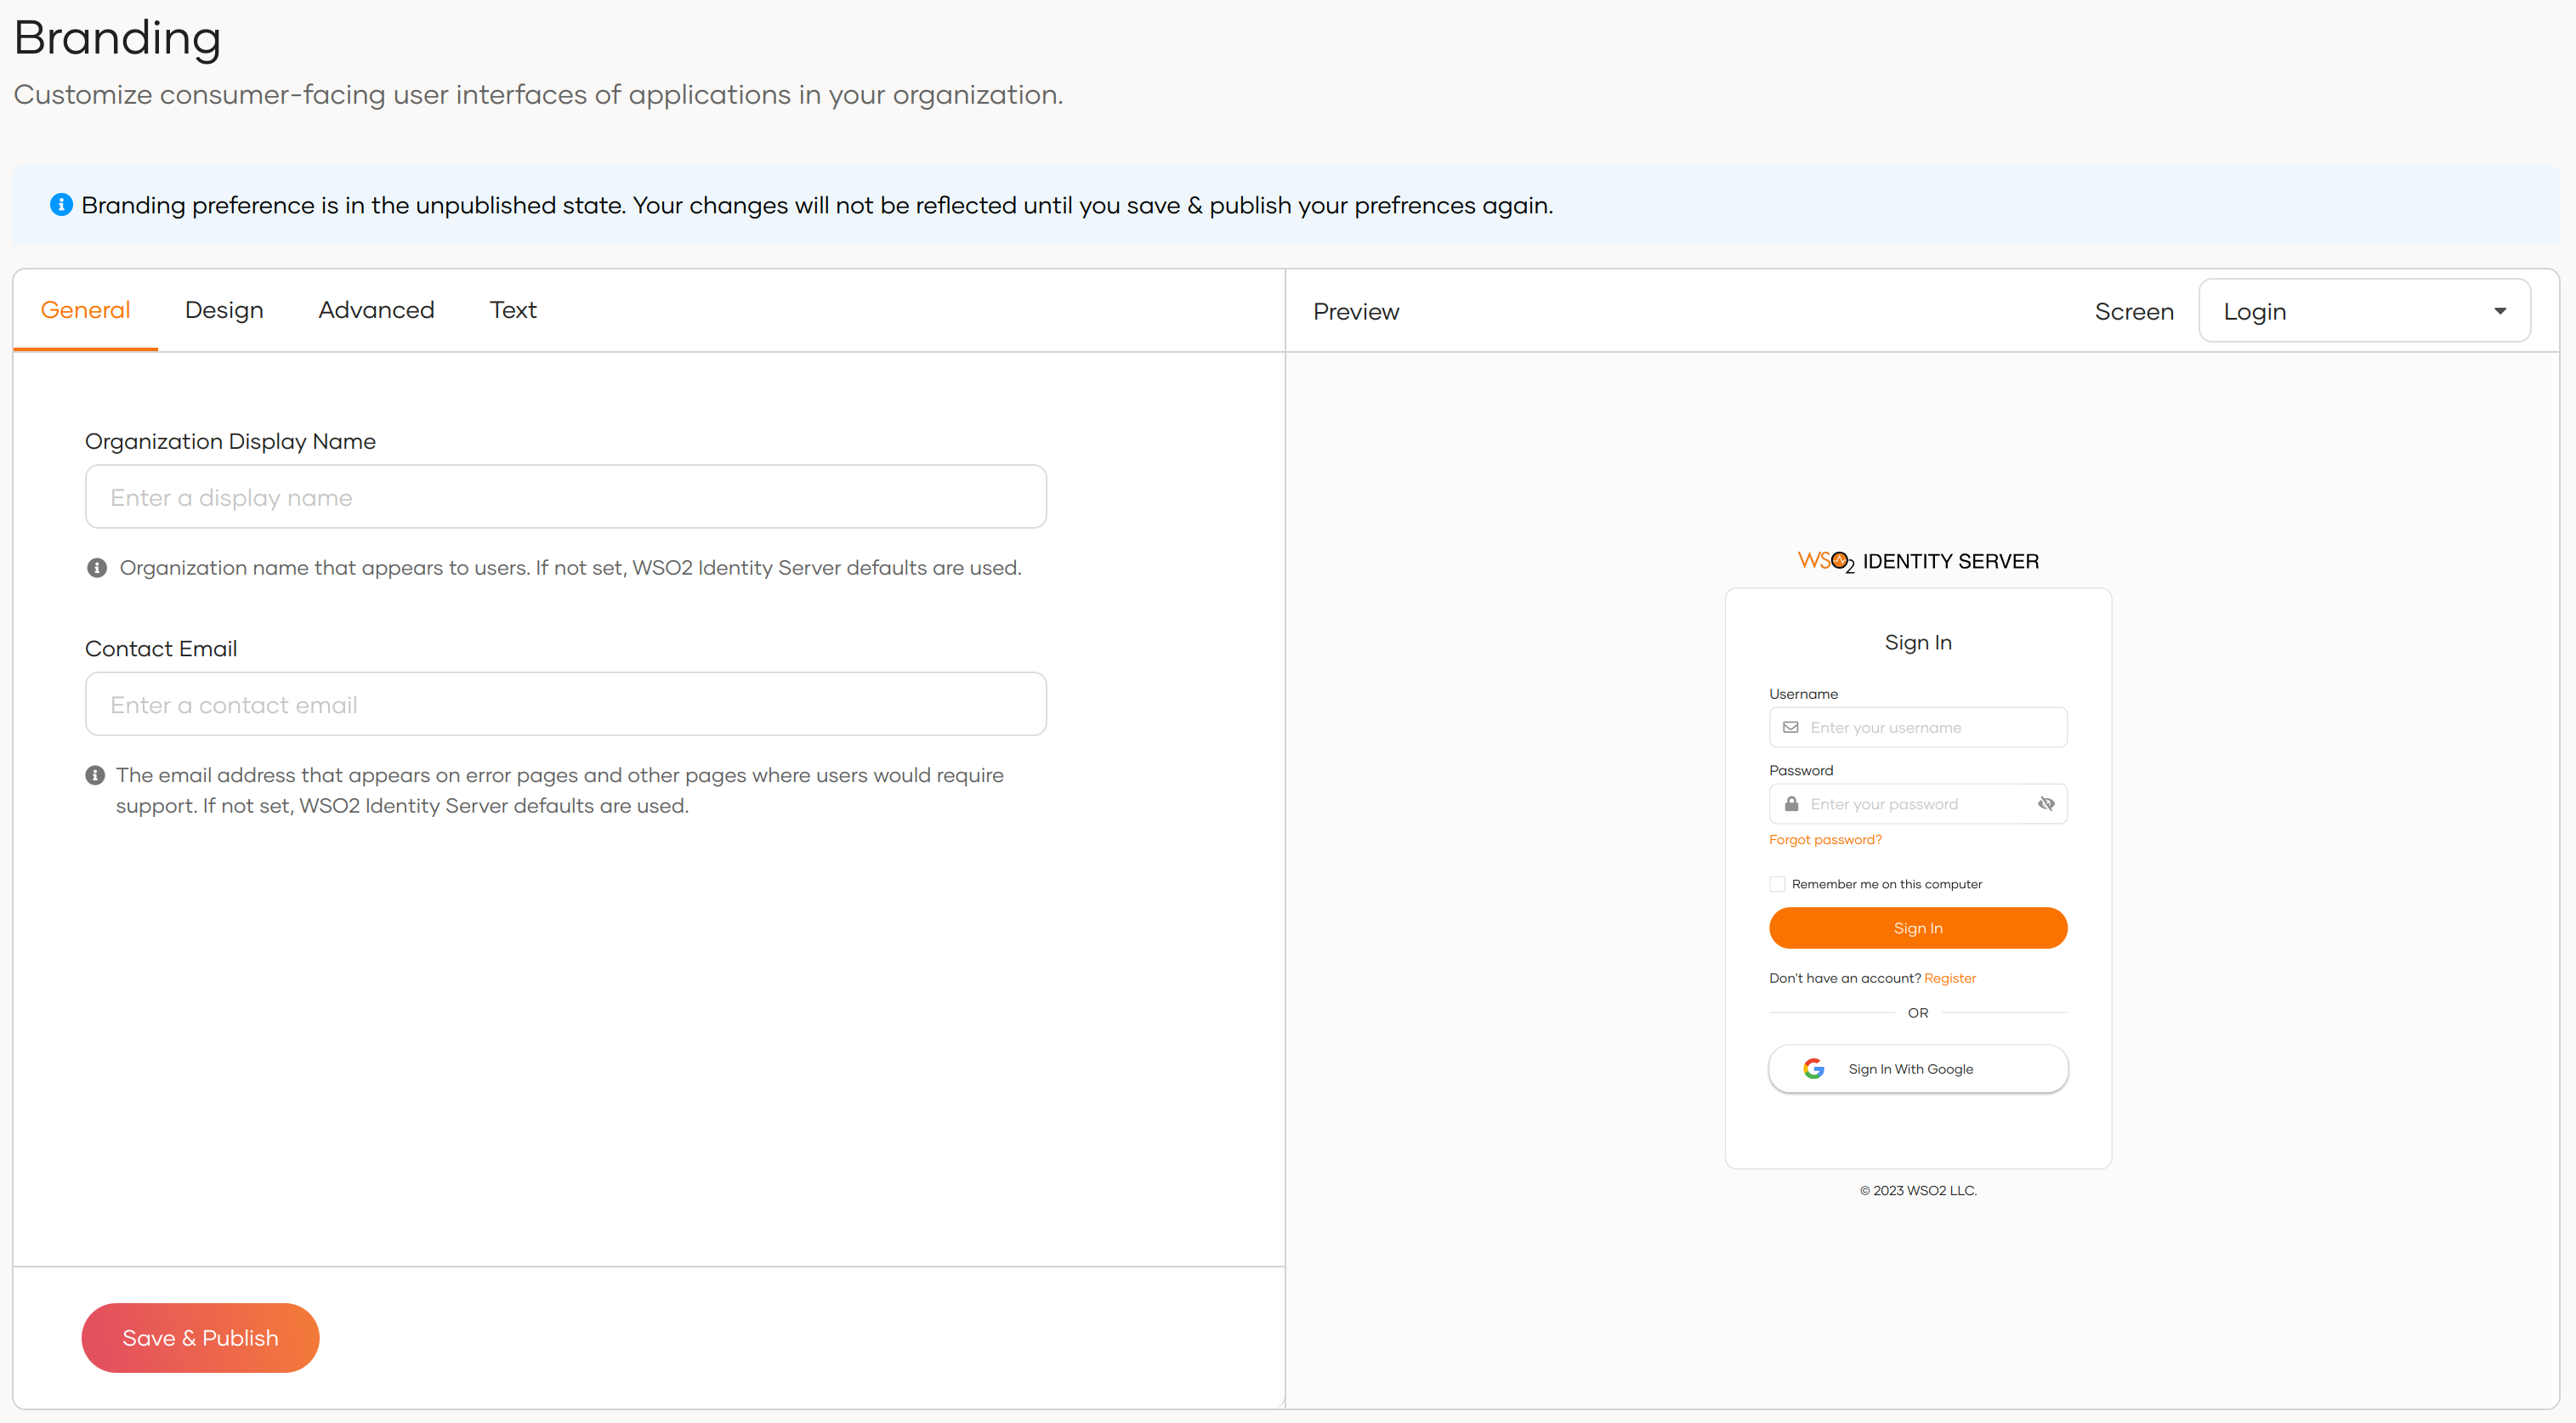 Branding
Customize consumer-facing user interfaces of applications in your organization.
Branding preference is in the unpublished state. Your changes will not be reflected until you save & publish your prefrences again.
General Design Advanced Text
Organization Display Name
Enter a display name
Organization name that appears to users. If not set, WSO2 Identity Server defaults are used.
Contact Email
Enter a contact email
The email address that appears on error pages and other pages where users would require
support. If not set, WSO2 Identity Server defaults are used.
Save & Publish
Preview Screen Login
WSO2 IDENTITY SERVER
Sign In
Username
Enter your username
Password
Enter your password
Forgot password?
Remember me on this computer
Sign In
Don't have an account? Register
OR
Sign In With Google
© 2023 WSO2 LLC.